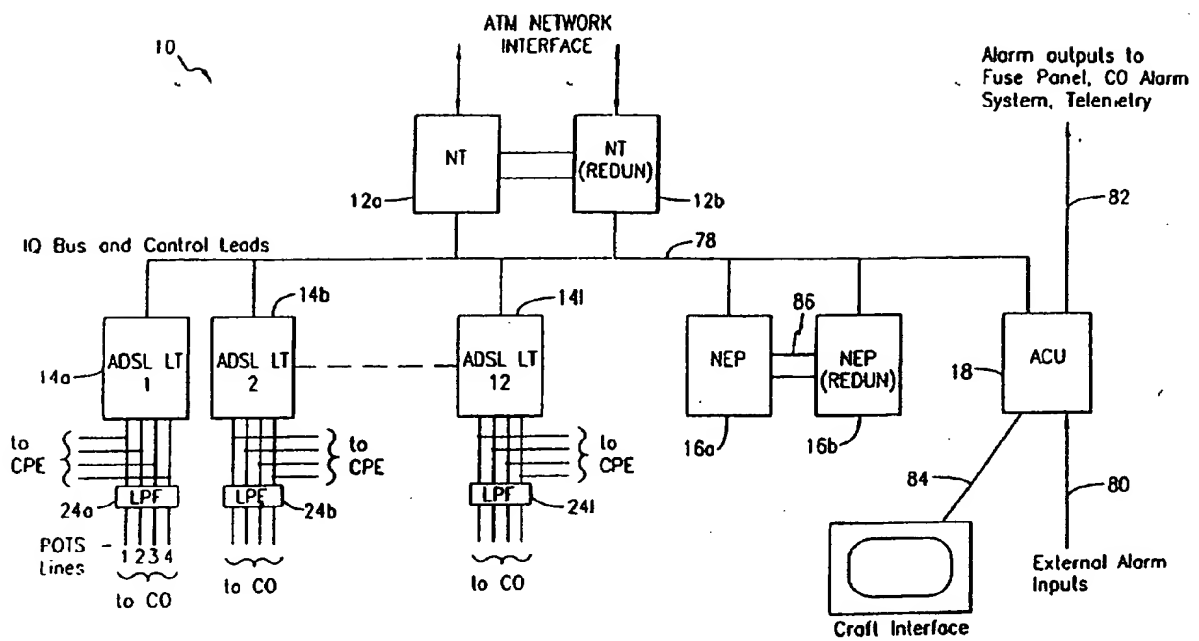 10
ATM NETWORK
INTERFACE
Alarm outputs to
Fuse Panel, CO Alarm
System, Telemetry
NT
NT
(REDUN)
12a
12b
82
IQ Bus and Control Leads
78
14b
14l
86
ADSL LT
1
ADSL LT
2
ADSL LT
12
NEP
NEP
(REDUN)
ACU
14a
18
16a
16b
to
CPE
to
CPE
to
CPE
84
80
LPF
LPF
LPF
24a
24b
24l
POTS
Lines
1 2 3 4
to CO
to CO
to CO
External Alarm
Inputs
Craft Interface